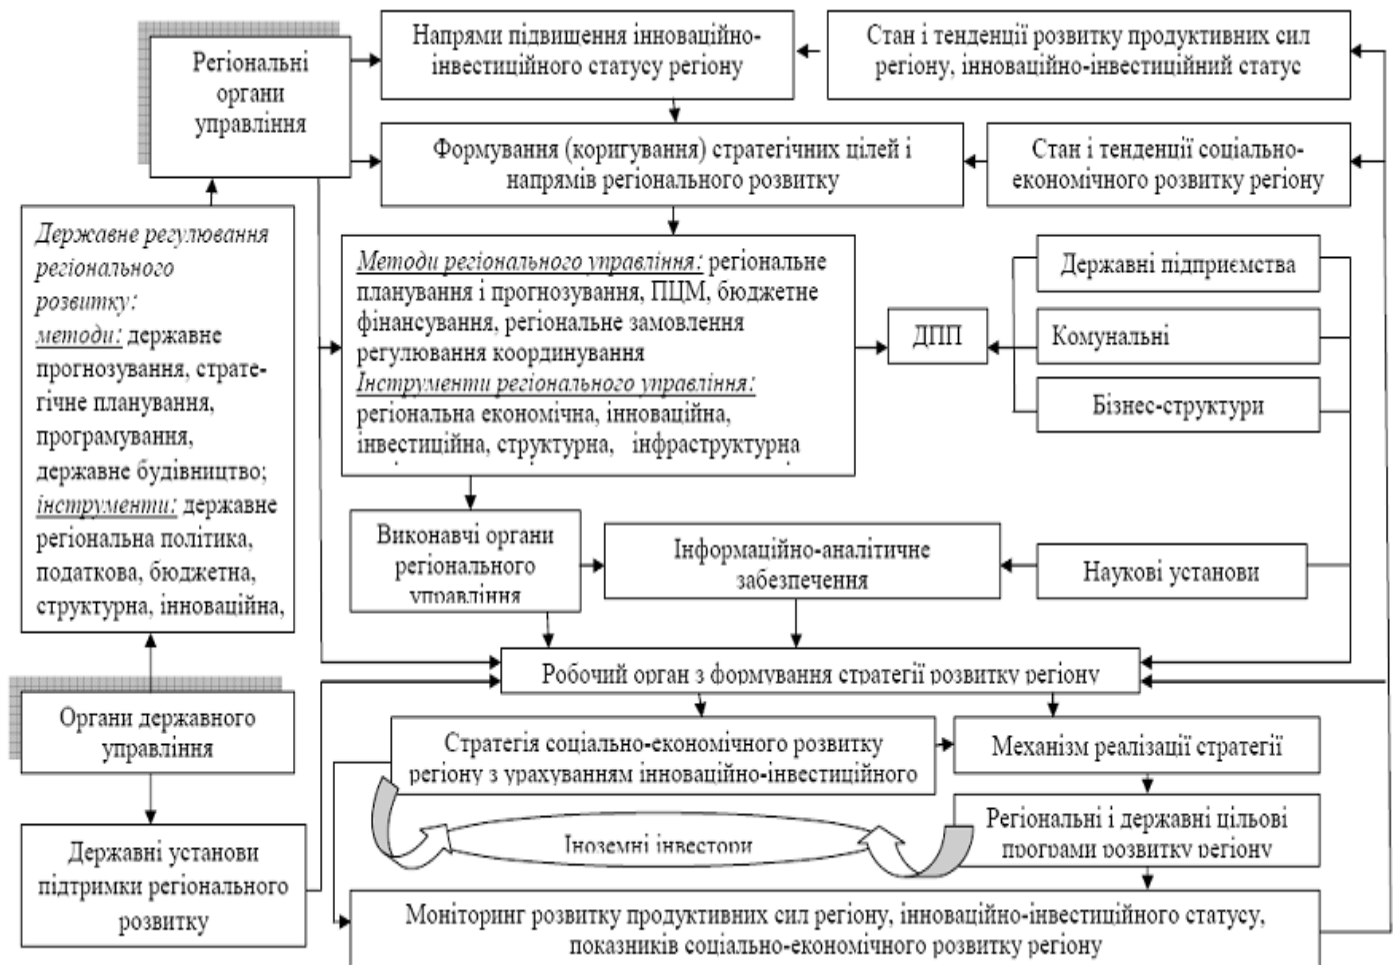 Регіональні
органи
управління
Напрями підвищення інноваційно-
інвестиційного статусу регіону
Стан і тенденції розвитку продуктивних сил
регіону, інноваційно-інвестиційний статус
Формування (коригування) стратегічних цілей і
напрямів регіонального розвитку
Стан і тенденції соціально-
економічного розвитку регіону
Державне регулювання
регіонального
розвитку:
методи: державне
прогнозування, страте-
гічне планування,
програмування,
державне будівництво;
інструменти: державне
регіональна політика,
податкова, бюджетна,
структурна, інноваційна,
Методи регіонального управління: регіональне
планування і прогнозування, ПЦМ, бюджетне
фінансування, регіональне замовлення
регулювання координування
Інструменти регіонального управління:
регіональна економічна, інноваційна,
інвестиційна, структурна, інфраструктурна
ДПП
Державні підприємства
Комунальні
Бізнес-структури
Виконавчі органи
регіонального
управління
Інформаційно-аналітичне
забезпечення
Наукові установи
Робочий орган з формування стратегії розвитку регіону
Органи державного
управління
Стратегія соціально-економічного розвитку
регіону з урахуванням інноваційно-інвестиційного
Механізм реалізації стратегії
Регіональні і державні цільові
програми розвитку регіону
Іноземні інвестори
Державні установи
підтримки регіонального
розвитку
Моніторинг розвитку продуктивних сил регіону, інноваційно-інвестиційного статусу,
показників соціально-економічного розвитку регіону